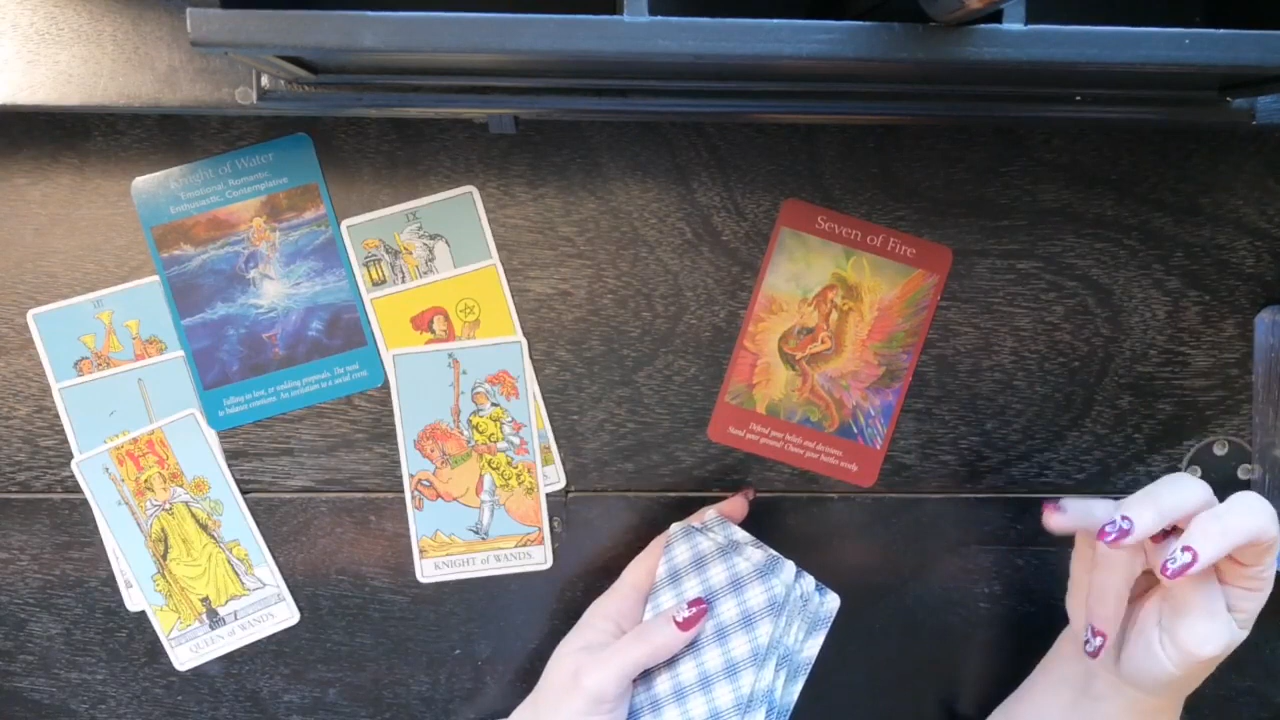 Knight of Water
Emotional, Romantic,
Enthusiastic, Contemplative
Falling in love, or wedding proposals. The need
to balance emotions. An invitation to a social event.
III
IX
QUEEN of WANDS.
KNIGHT of WANDS.
Seven of Fire
Defend your beliefs and decisions.
Stand your ground! Choose your battles wisely.